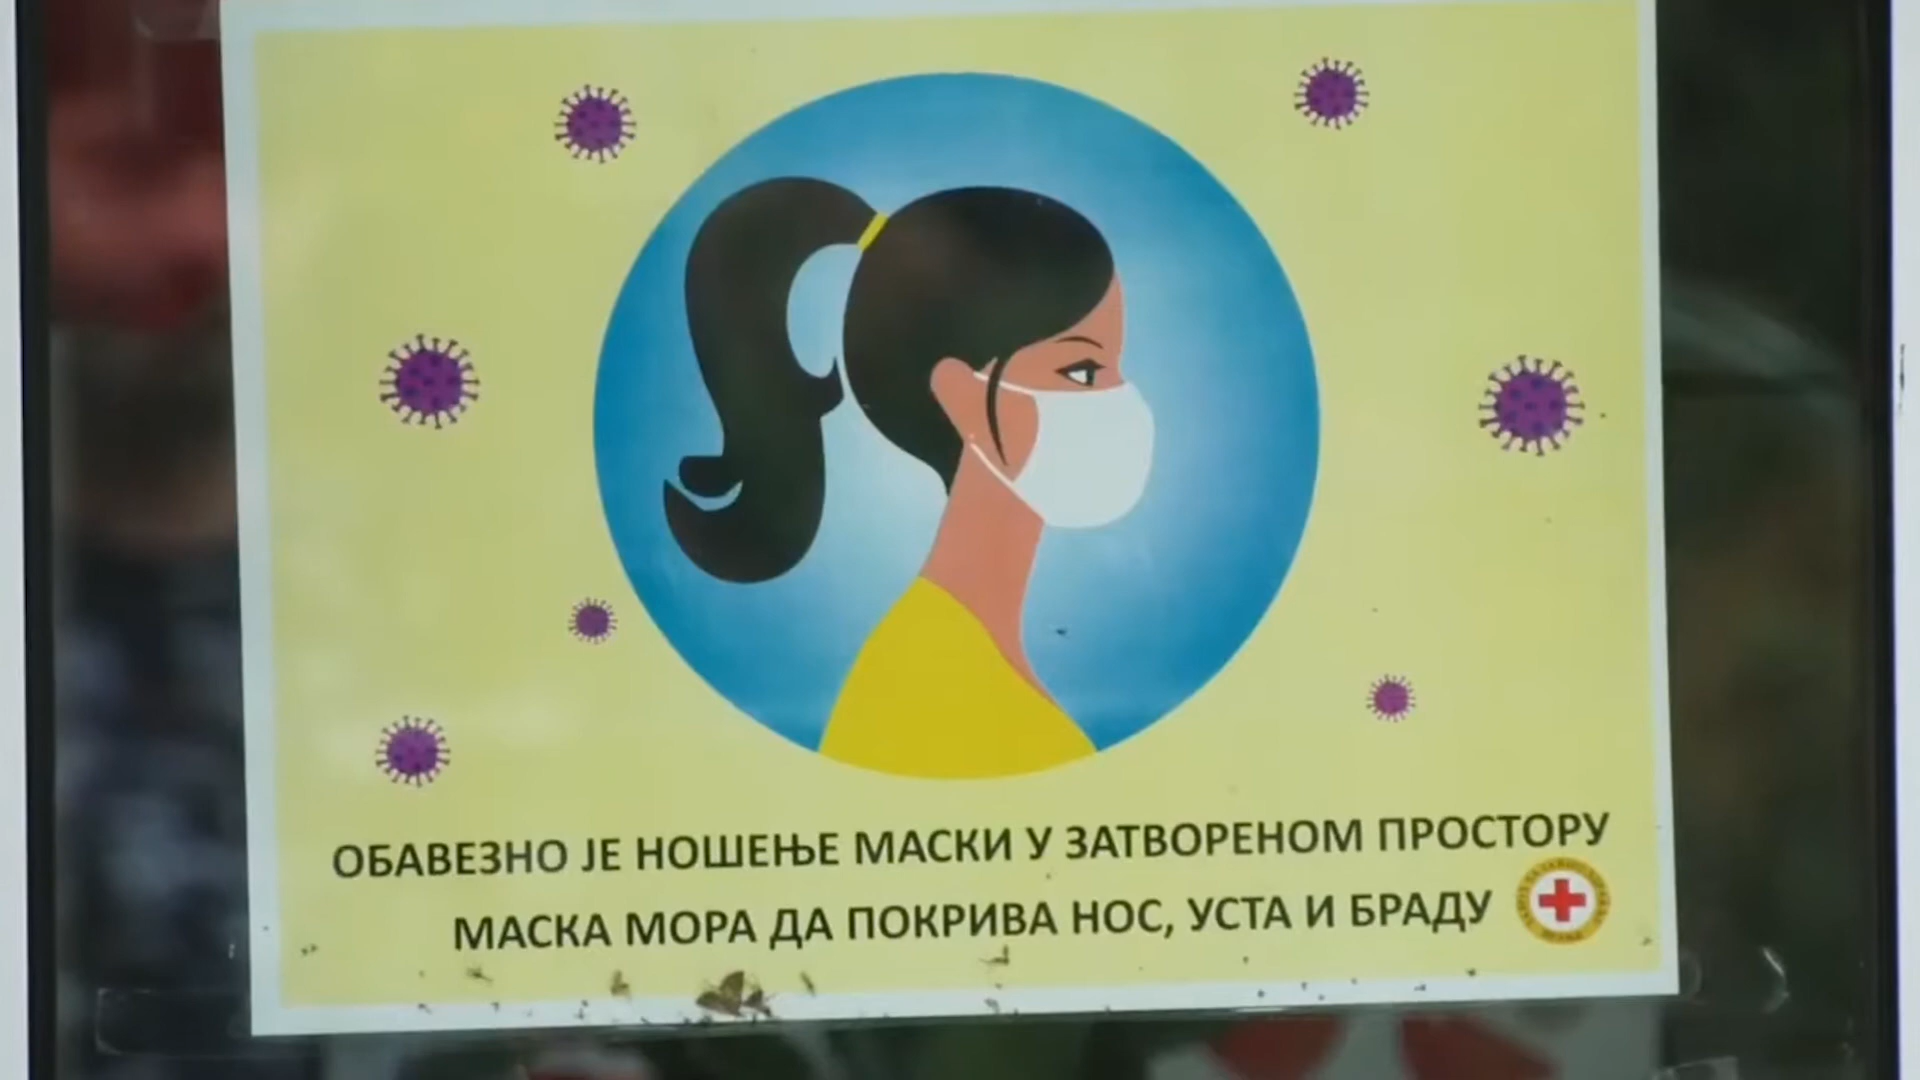 ОБАВЕЗНО ЈЕ НОШЕЊЕ МАСКИ У ЗАТВОРЕНОМ ПРОСТОРУ
МАСКА МОРА ДА ПОКРИВА НОС, УСТА И БРАДУ